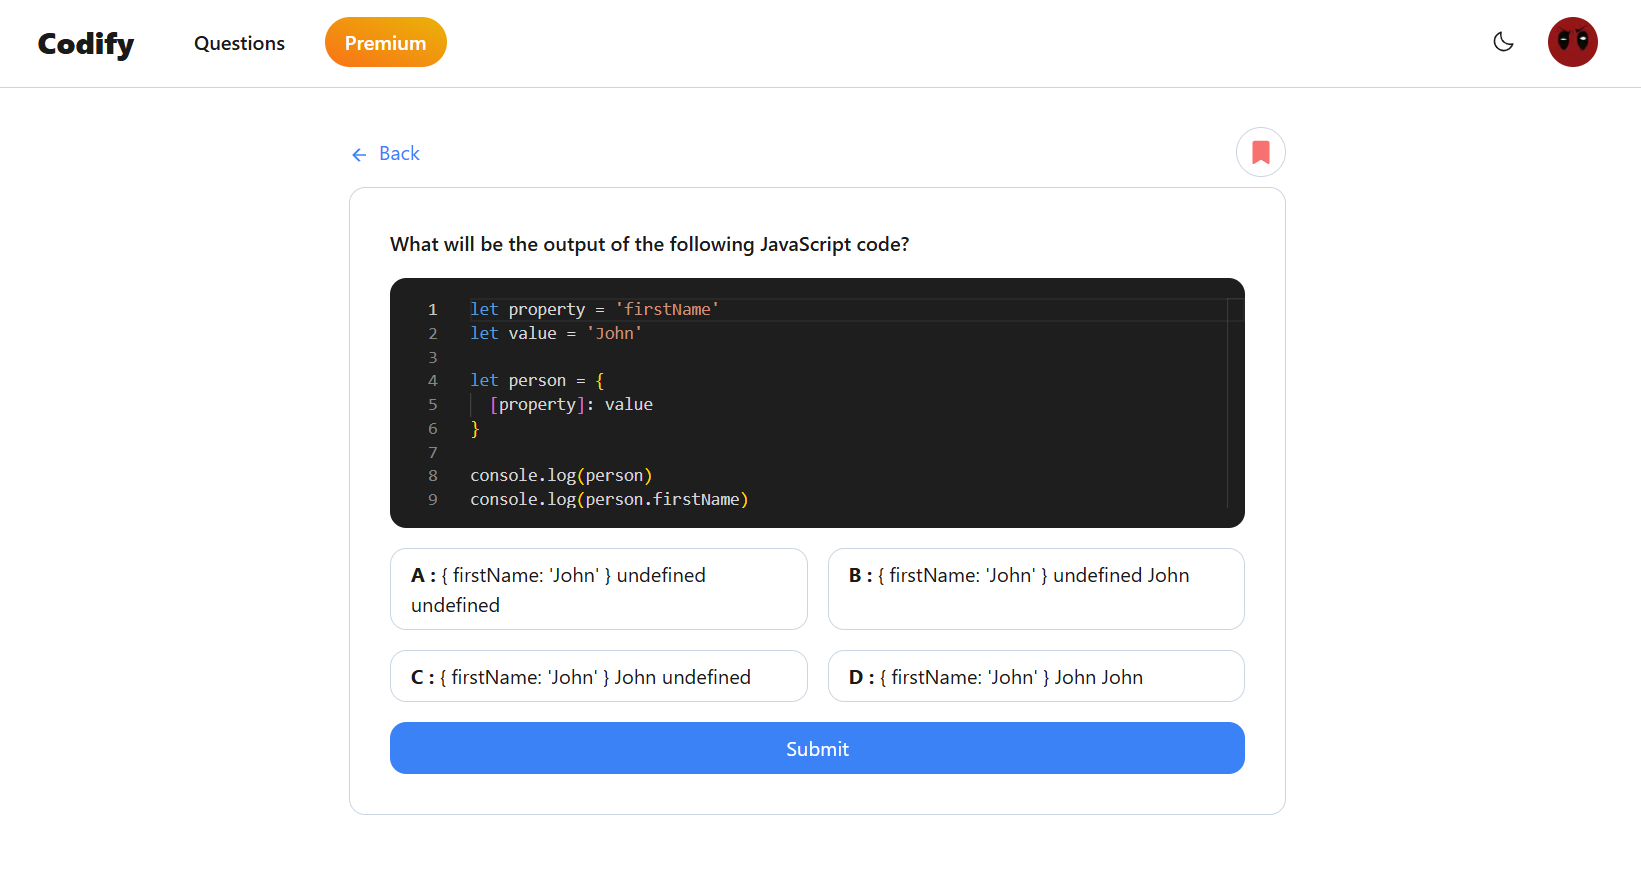 Codify Questions Premium
Back
What will be the output of the following JavaScript code?
1 let property = 'firstName'
2 let value = 'John'
3
4 let person = {
5 [property]: value
6 }
7
8 console.log(person)
9 console.log(person.firstName)
A : { firstName: 'John' } undefined
undefined
B : { firstName: 'John' } undefined John
C : { firstName: 'John' } John undefined
D : { firstName: 'John' } John John
Submit